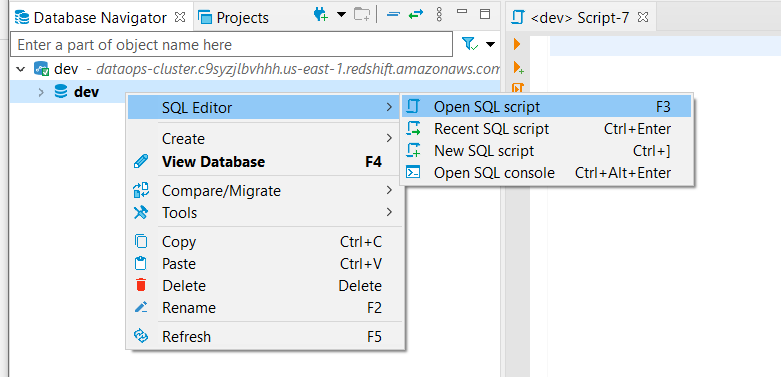 Database Navigator
Projects
<dev> Script-7
Enter a part of object name here
dev - dataops-cluster.c9syzjlbvhhh.us-east-1.redshift.amazonaws.com
dev
SQL Editor
Open SQL script F3
Recent SQL script Ctrl+Enter
New SQL script Ctrl+]
Open SQL console Ctrl+Alt+Enter
Create
View Database F4
Compare/Migrate
Tools
Copy Ctrl+C
Paste Ctrl+V
Delete Delete
Rename F2
Refresh F5